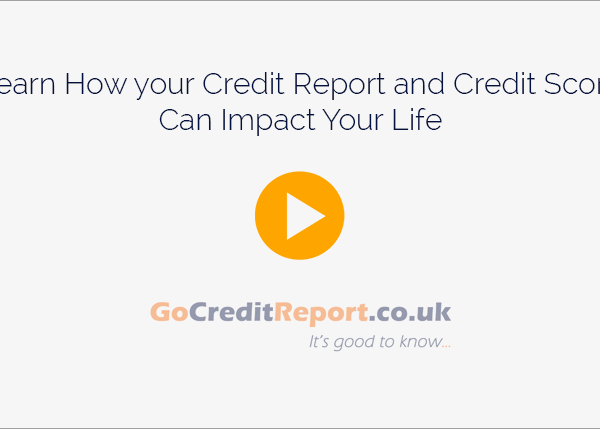 earn How your Credit Report and Credit Scor
Can Impact Your Life
GoCreditReport.co.uk
It's good to know...